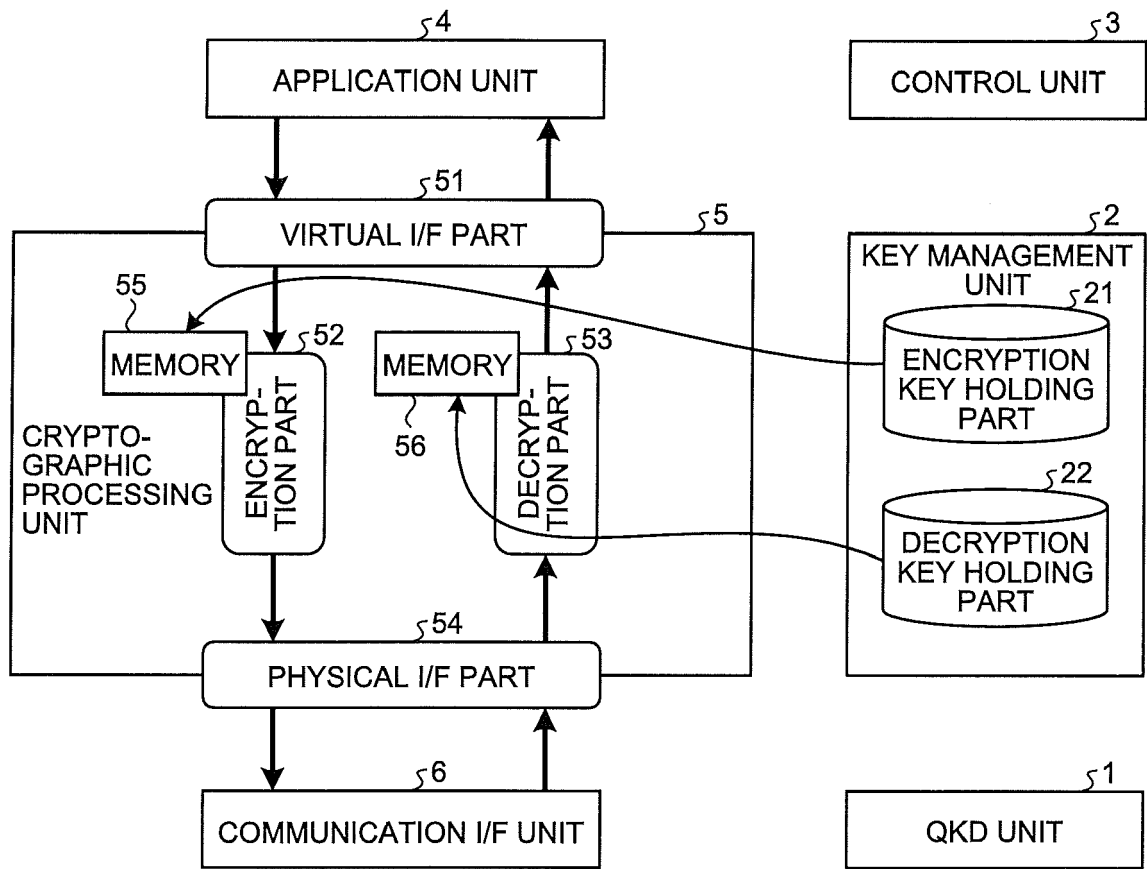 4
3
APPLICATION UNIT
CONTROL UNIT
51
VIRTUAL I/F PART
5
2
KEY MANAGEMENT
UNIT
21
ENCRYPTION
KEY HOLDING
PART
22
DECRYPTION
KEY HOLDING
PART
55
MEMORY
52
ENCRYP-
TION PART
MEMORY
56
53
DECRYP-
TION PART
CRYPTO-
GRAPHIC
PROCESSING
UNIT
54
PHYSICAL I/F PART
6
COMMUNICATION I/F UNIT
1
QKD UNIT